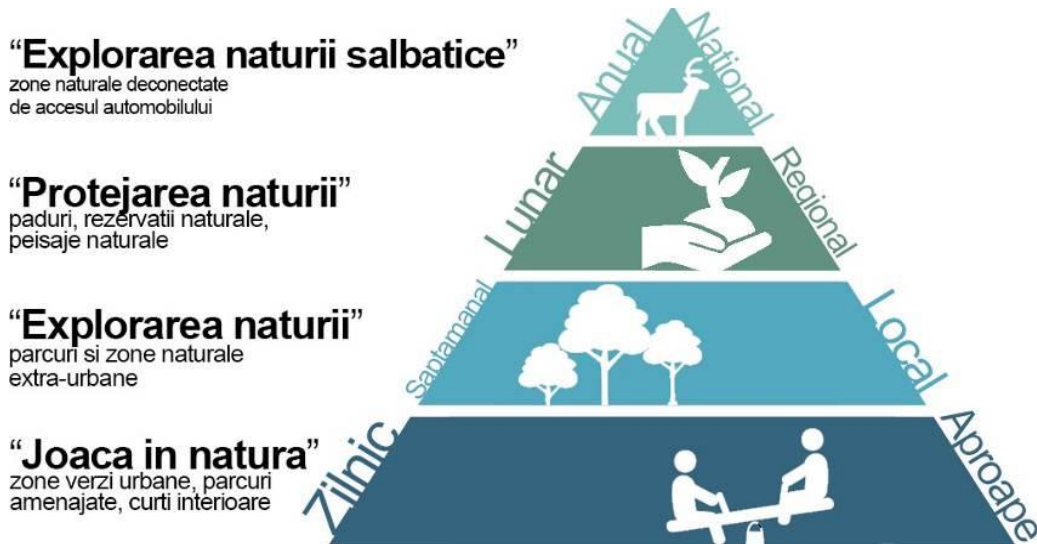 “Explorarea naturii salbatice”
zone naturale deconectate
de accesul automobilului
Anual
National
“Protejarea naturii”
paduri, rezervatii naturale,
peisaje naturale
Lunar
Regional
“Explorarea naturii”
parcuri si zone naturale
extra-urbane
Saptamanal
Local
“Joaca in natura”
zone verzi urbane, parcuri
amenajate, curti interioare
Zilnic
Aproape